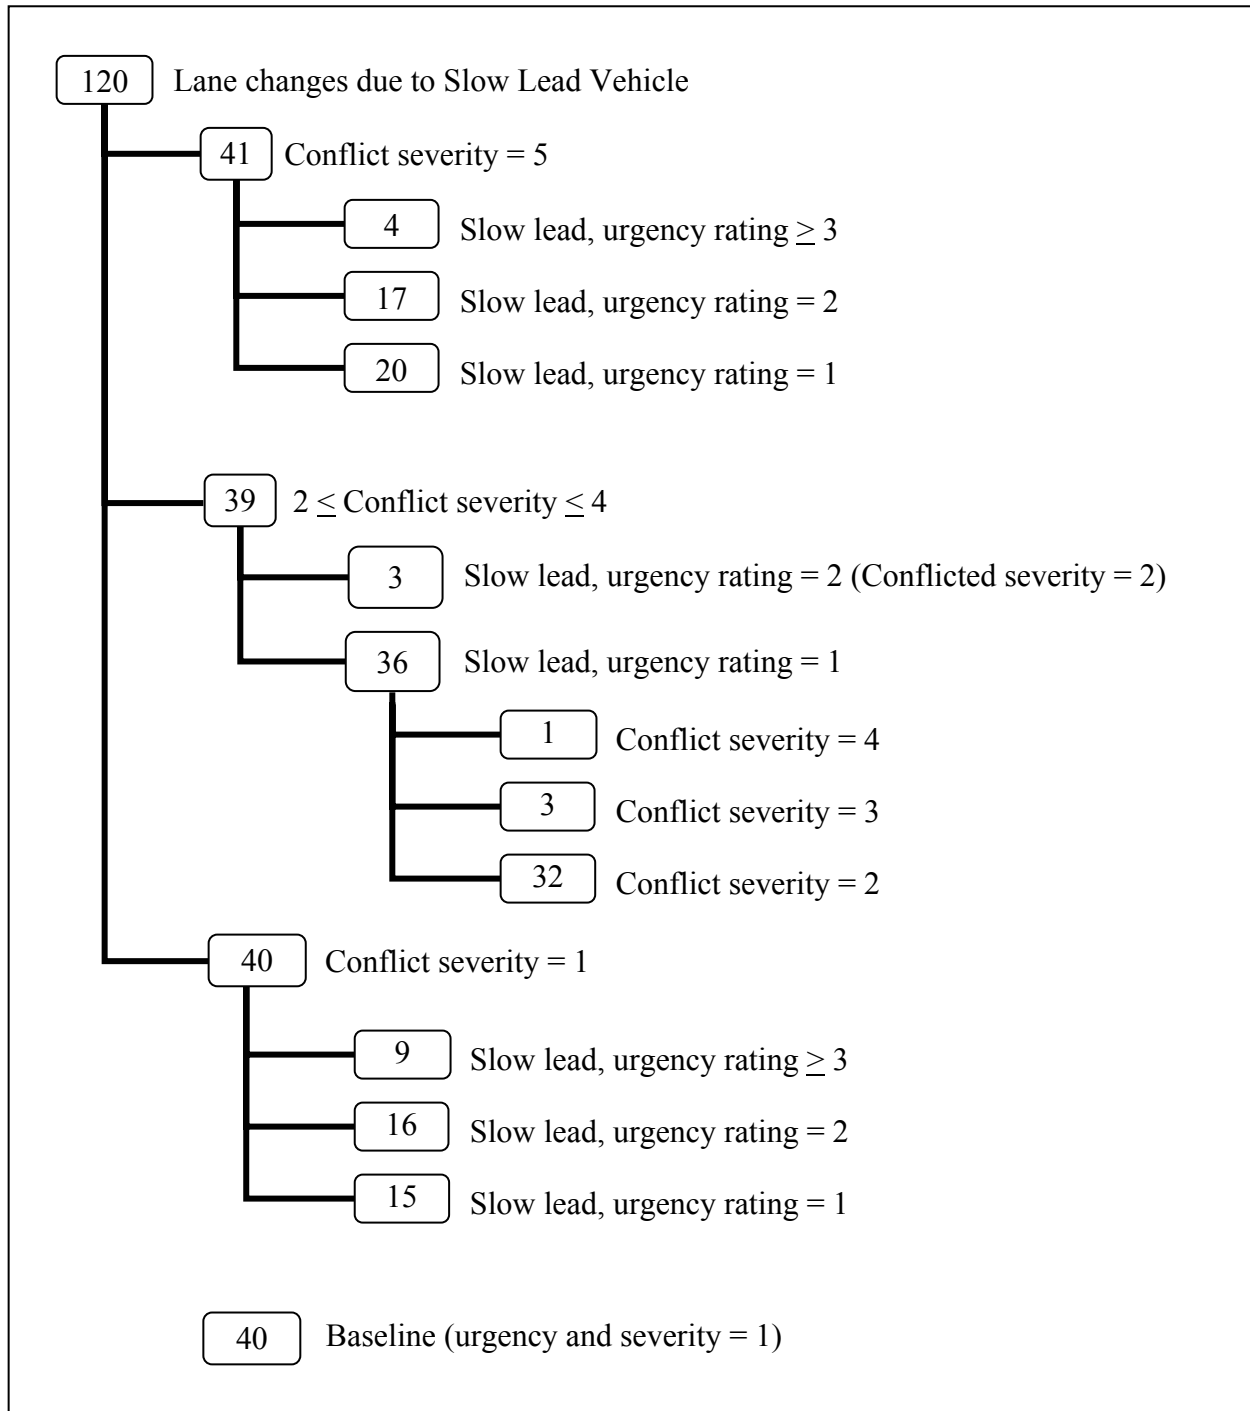 120 Lane changes due to Slow Lead Vehicle
41 Conflict severity = 5
4 Slow lead, urgency rating ≥ 3
17 Slow lead, urgency rating = 2
20 Slow lead, urgency rating = 1
39 2 ≤ Conflict severity ≤ 4
3 Slow lead, urgency rating = 2 (Conflicted severity = 2)
36 Slow lead, urgency rating = 1
1 Conflict severity = 4
3 Conflict severity = 3
32 Conflict severity = 2
40 Conflict severity = 1
9 Slow lead, urgency rating ≥ 3
16 Slow lead, urgency rating = 2
15 Slow lead, urgency rating = 1
40 Baseline (urgency and severity = 1)